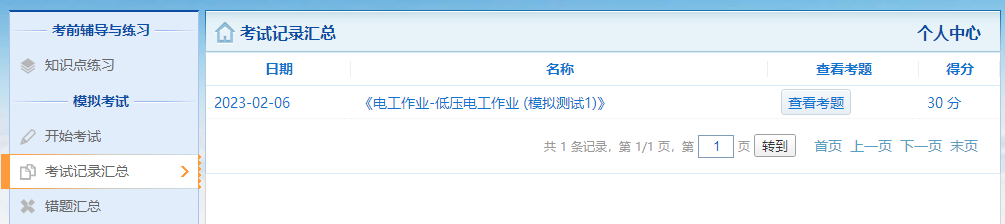 考前辅导与练习
知识点练习
模拟考试
开始考试
考试记录汇总
错题汇总
考试记录汇总 个人中心
日期 名称 查看考题 得分
2023-02-06 《电工作业-低压电工作业 (模拟测试1)》 查看考题 30 分
共 1 条记录，第 1/1 页，第 1 页 转到 首页 上一页 下一页 末页